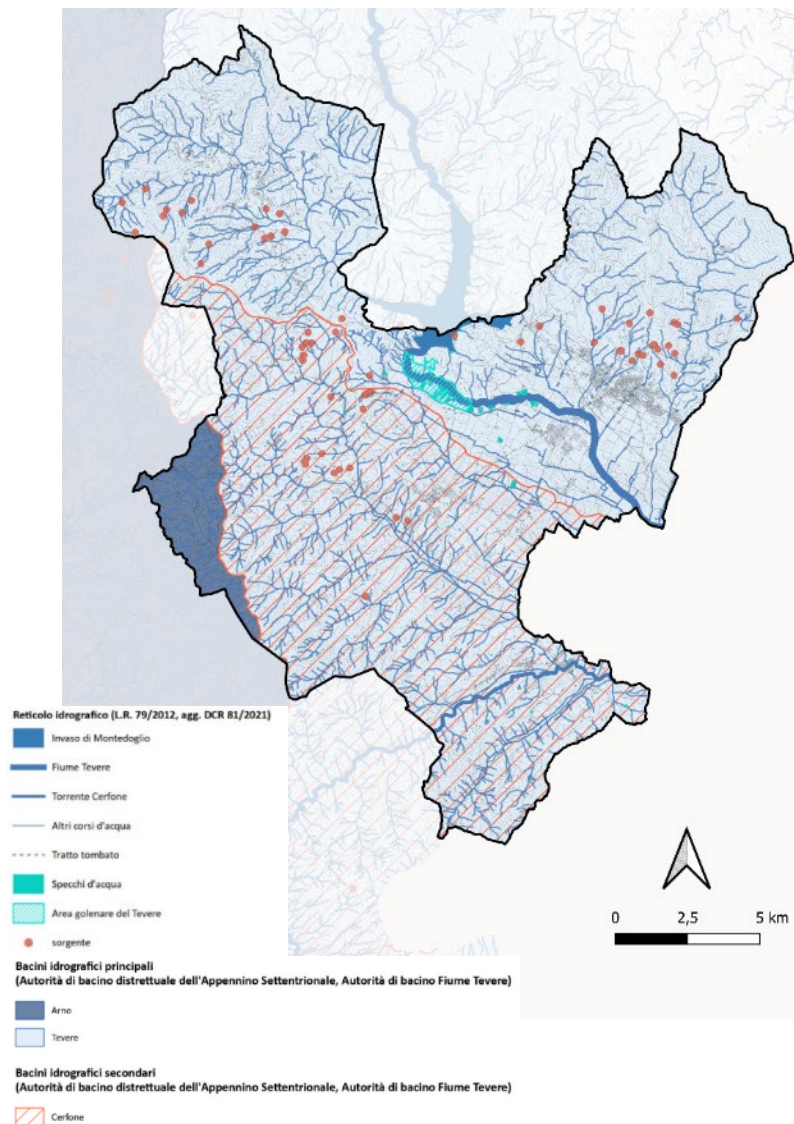 Reticolo idrografico (L.R. 79/2012, agg. DCR 81/2021)
Invaso di Montedoglio
Fiume Tevere
Torrente Cerfone
Altri corsi d'acqua
Tratto tombato
Specchi d'acqua
Area golenare del Tevere
sorgente
0 2,5 5 km
Bacini idrografici principali
(Autorità di bacino distrettuale dell'Appennino Settentrionale, Autorità di bacino Fiume Tevere)
Arno
Tevere
Bacini idrografici secondari
(Autorità di bacino distrettuale dell'Appennino Settentrionale, Autorità di bacino Fiume Tevere)
Cerfone